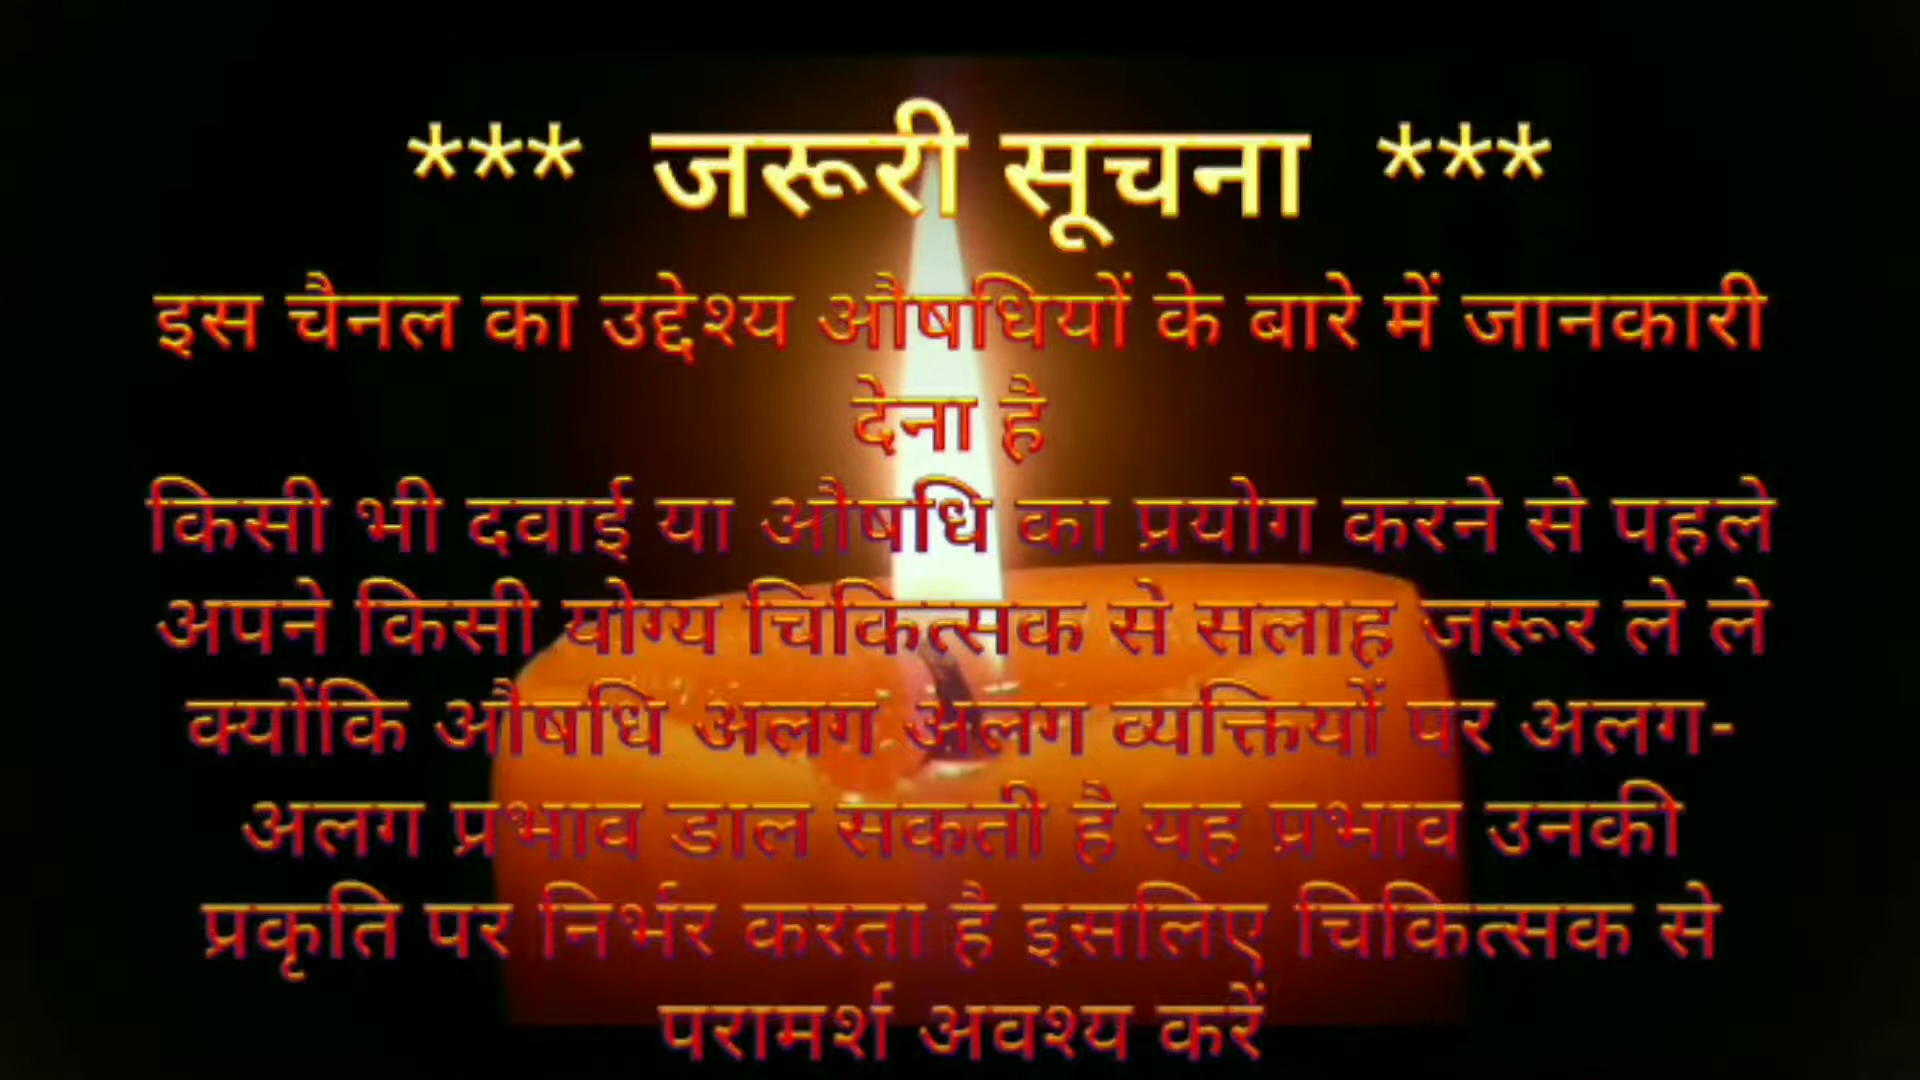 *** जरूरी सूचना ***
इस चैनल का उद्देश्य औषधियों के बारे में जानकारी
देना है
किसी भी दवाई या औषधि का प्रयोग करने से पहले
अपने किसी योग्य चिकित्सक से सलाह जरूर ले ले
क्योंकि औषधि अलग अलग व्यक्तियों पर अलग-
अलग प्रभाव डाल सकती है यह प्रभाव उनकी
प्रकृति पर निर्भर करता है इसलिए चिकित्सक से
परामर्श अवश्य करें